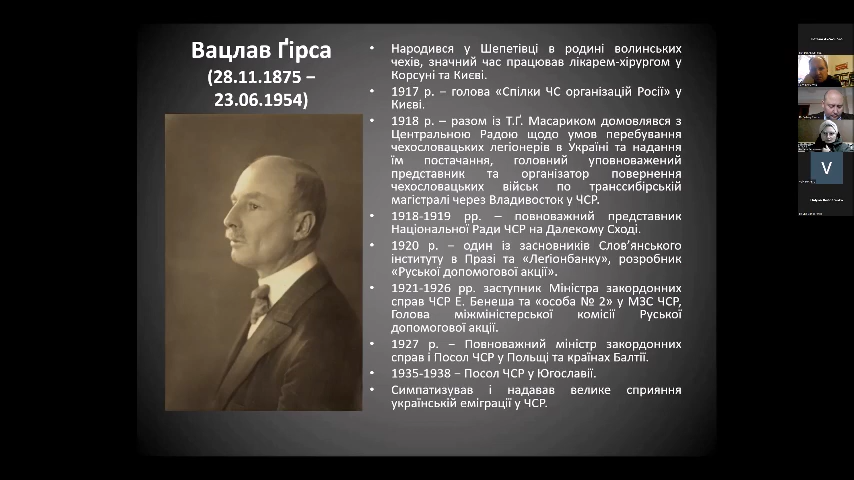 Вацлав Ґірса
(28.11.1875 –
23.06.1954)
• Народився у Шепетівці в родині волинських
чехів, значний час працював лікарем-хірургом у
Корсуні та Києві.
• 1917 р. – голова «Спілки ЧС організацій Росії» у
Києві.
• 1918 р. – разом із Т.Ґ. Масариком домовлявся з
Центральною Радою щодо умов перебування
чехословацьких легіонерів в Україні та надання
їм постачання, головний уповноважений
представник та організатор повернення
чехословацьких військ по транссибірській
магістралі через Владивосток у ЧСР.
• 1918-1919 рр. – повноважний представник
Національної Ради ЧСР на Далекому Сході.
• 1920 р. – один із засновників Слов’янського
інституту в Празі та «Леґіонбанку», розробник
«Руської допомогової акції».
• 1921-1926 рр. заступник Міністра закордонних
справ ЧСР Е. Бенеша та «особа № 2» у МЗС ЧСР,
Голова міжміністерської комісії Руської
допомогової акції.
• 1927 р. – Повноважний міністр закордонних
справ і Посол ЧСР у Польщі та країнах Балтії.
• 1935-1938 – Посол ЧСР у Югославії.
• Симпатизував і надавав велике сприяння
українській еміграції у ЧСР.
V